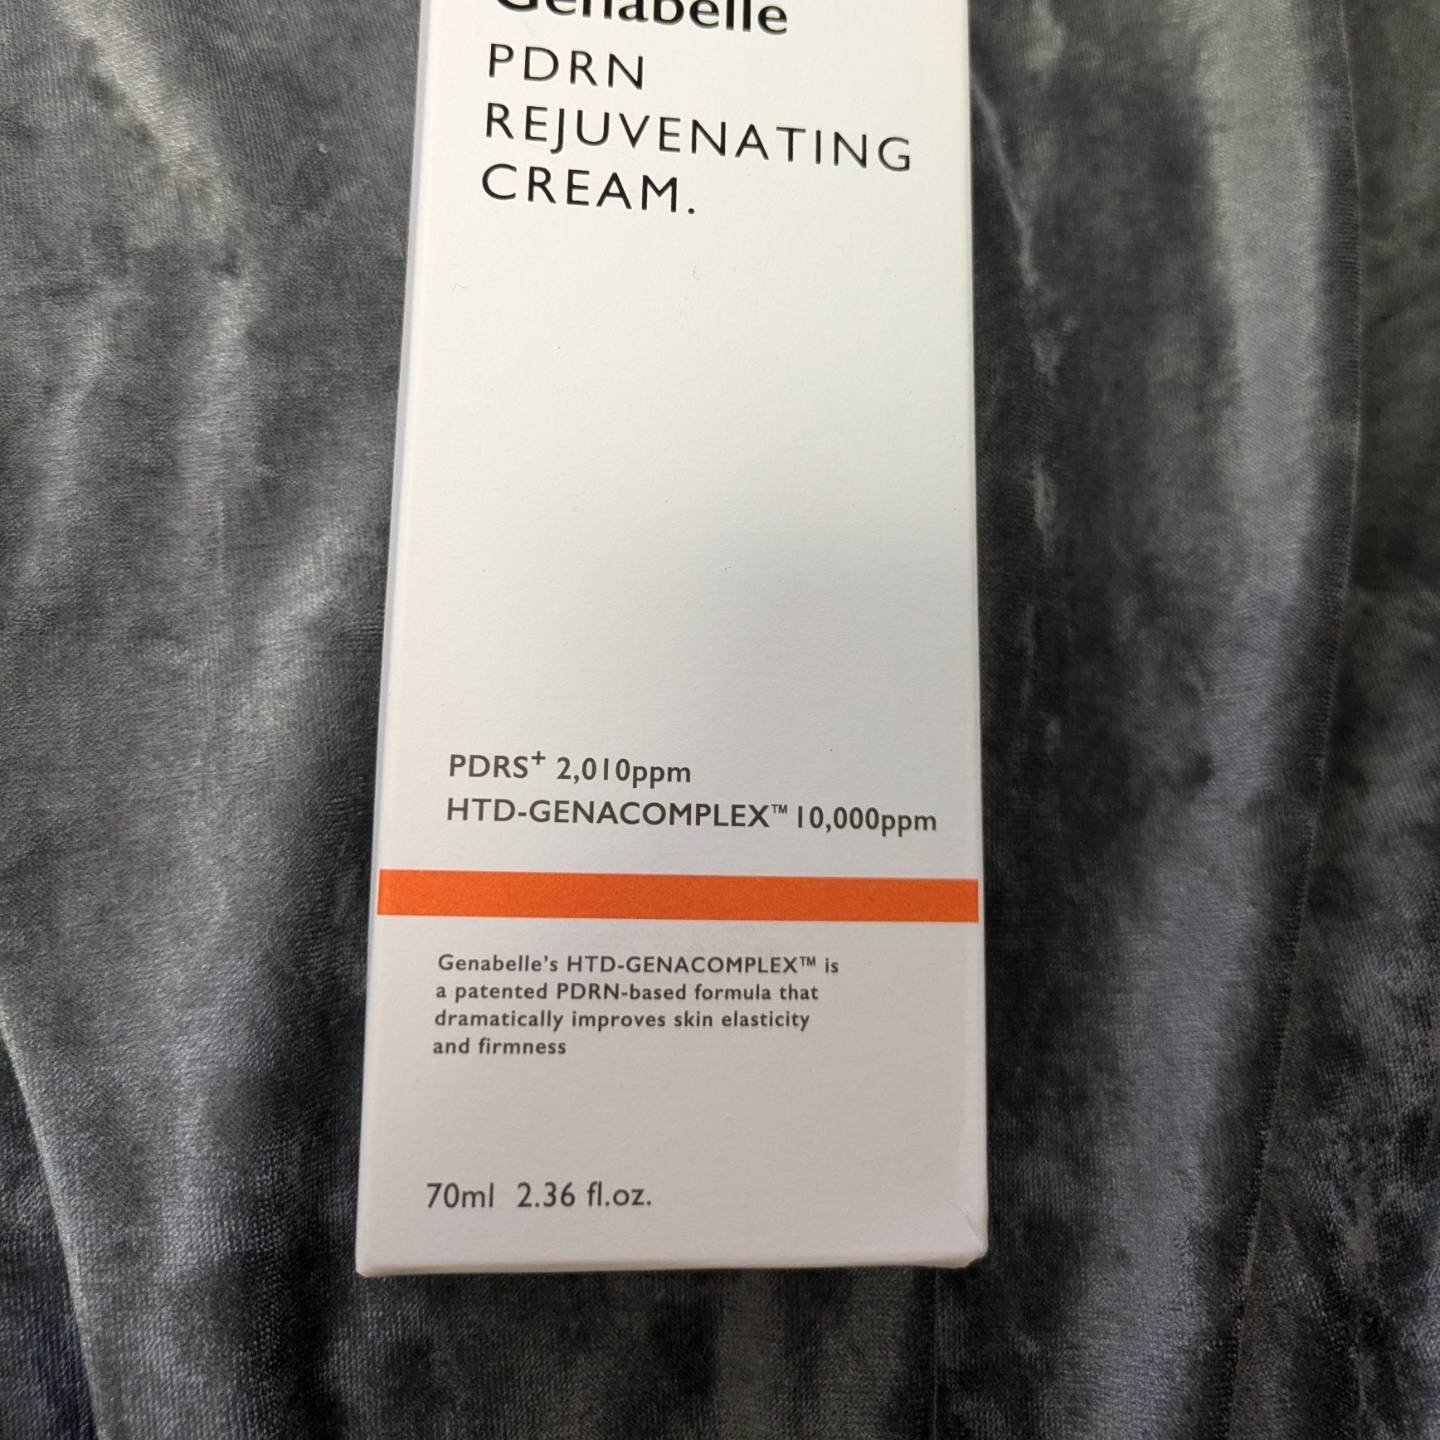 Genabelle
PDRN
REJUVENATING
CREAM.
PDRS+ 2,010ppm
HTD-GENACOMPLEX™ 10,000ppm
Genabelle's HTD-GENACOMPLEX™ is
a patented PDRN-based formula that
dramatically improves skin elasticity
and firmness
70ml 2.36 fl.oz.